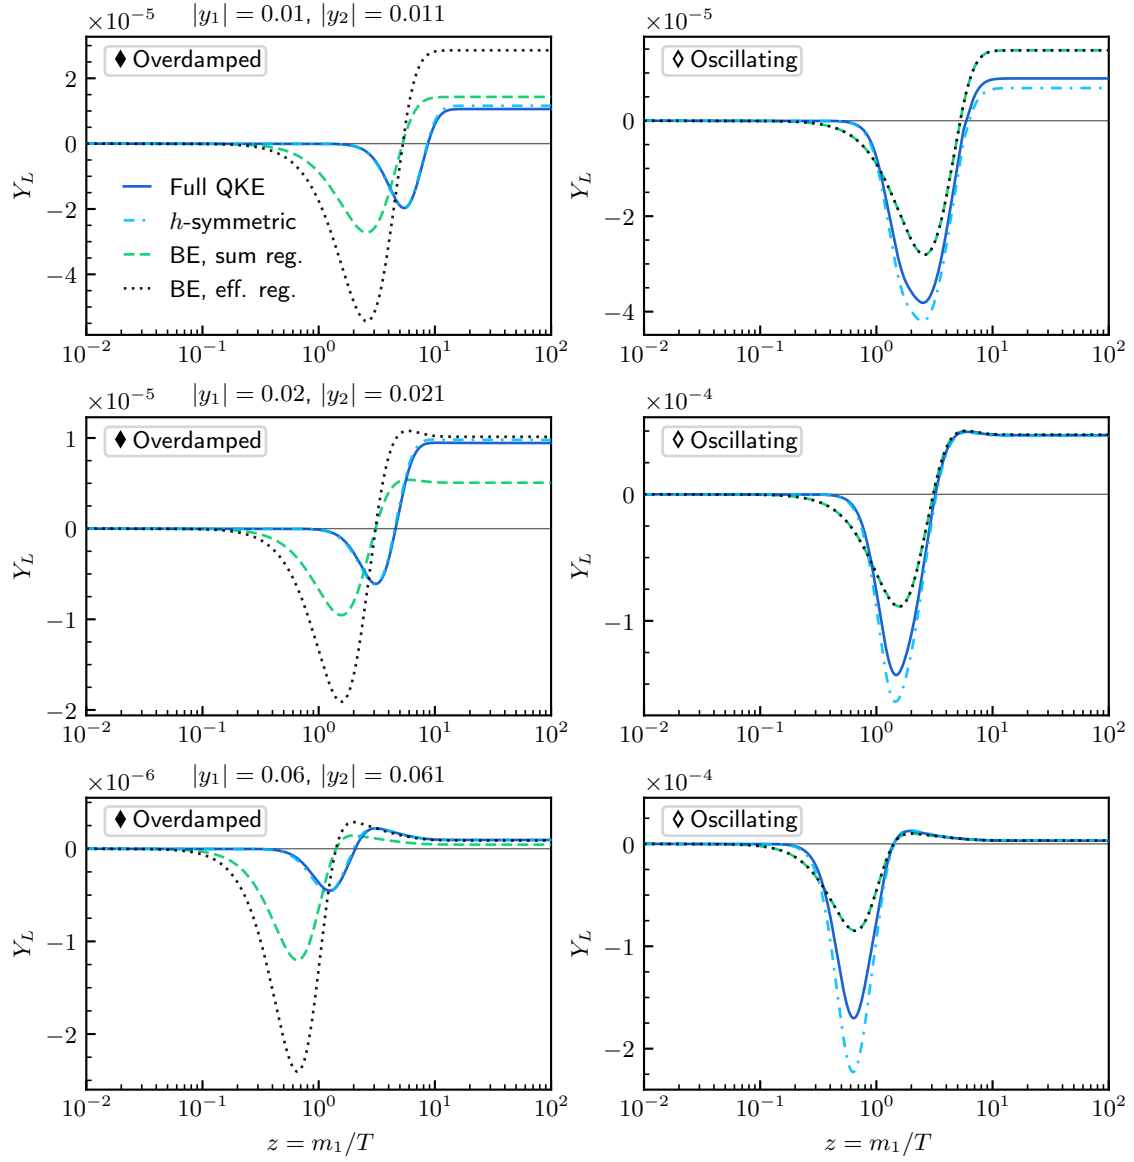 |y₁| = 0.01, |y₂| = 0.011
×10⁻⁵
×10⁻⁵
♦ Overdamped
◊ Oscillating
2
0
−2
−4
Y_L
Full QKE
h-symmetric
BE, sum reg.
BE, eff. reg.
10⁻² 10⁻¹ 10⁰ 10¹ 10²
0
−2
−4
Y_L
10⁻² 10⁻¹ 10⁰ 10¹ 10²
|y₁| = 0.02, |y₂| = 0.021
×10⁻⁵
×10⁻⁴
♦ Overdamped
◊ Oscillating
1
0
−1
−2
Y_L
10⁻² 10⁻¹ 10⁰ 10¹ 10²
0
−1
Y_L
10⁻² 10⁻¹ 10⁰ 10¹ 10²
|y₁| = 0.06, |y₂| = 0.061
×10⁻⁶
×10⁻⁴
♦ Overdamped
◊ Oscillating
0
−1
−2
Y_L
10⁻² 10⁻¹ 10⁰ 10¹ 10²
z = m₁/T
0
−1
−2
Y_L
10⁻² 10⁻¹ 10⁰ 10¹ 10²
z = m₁/T